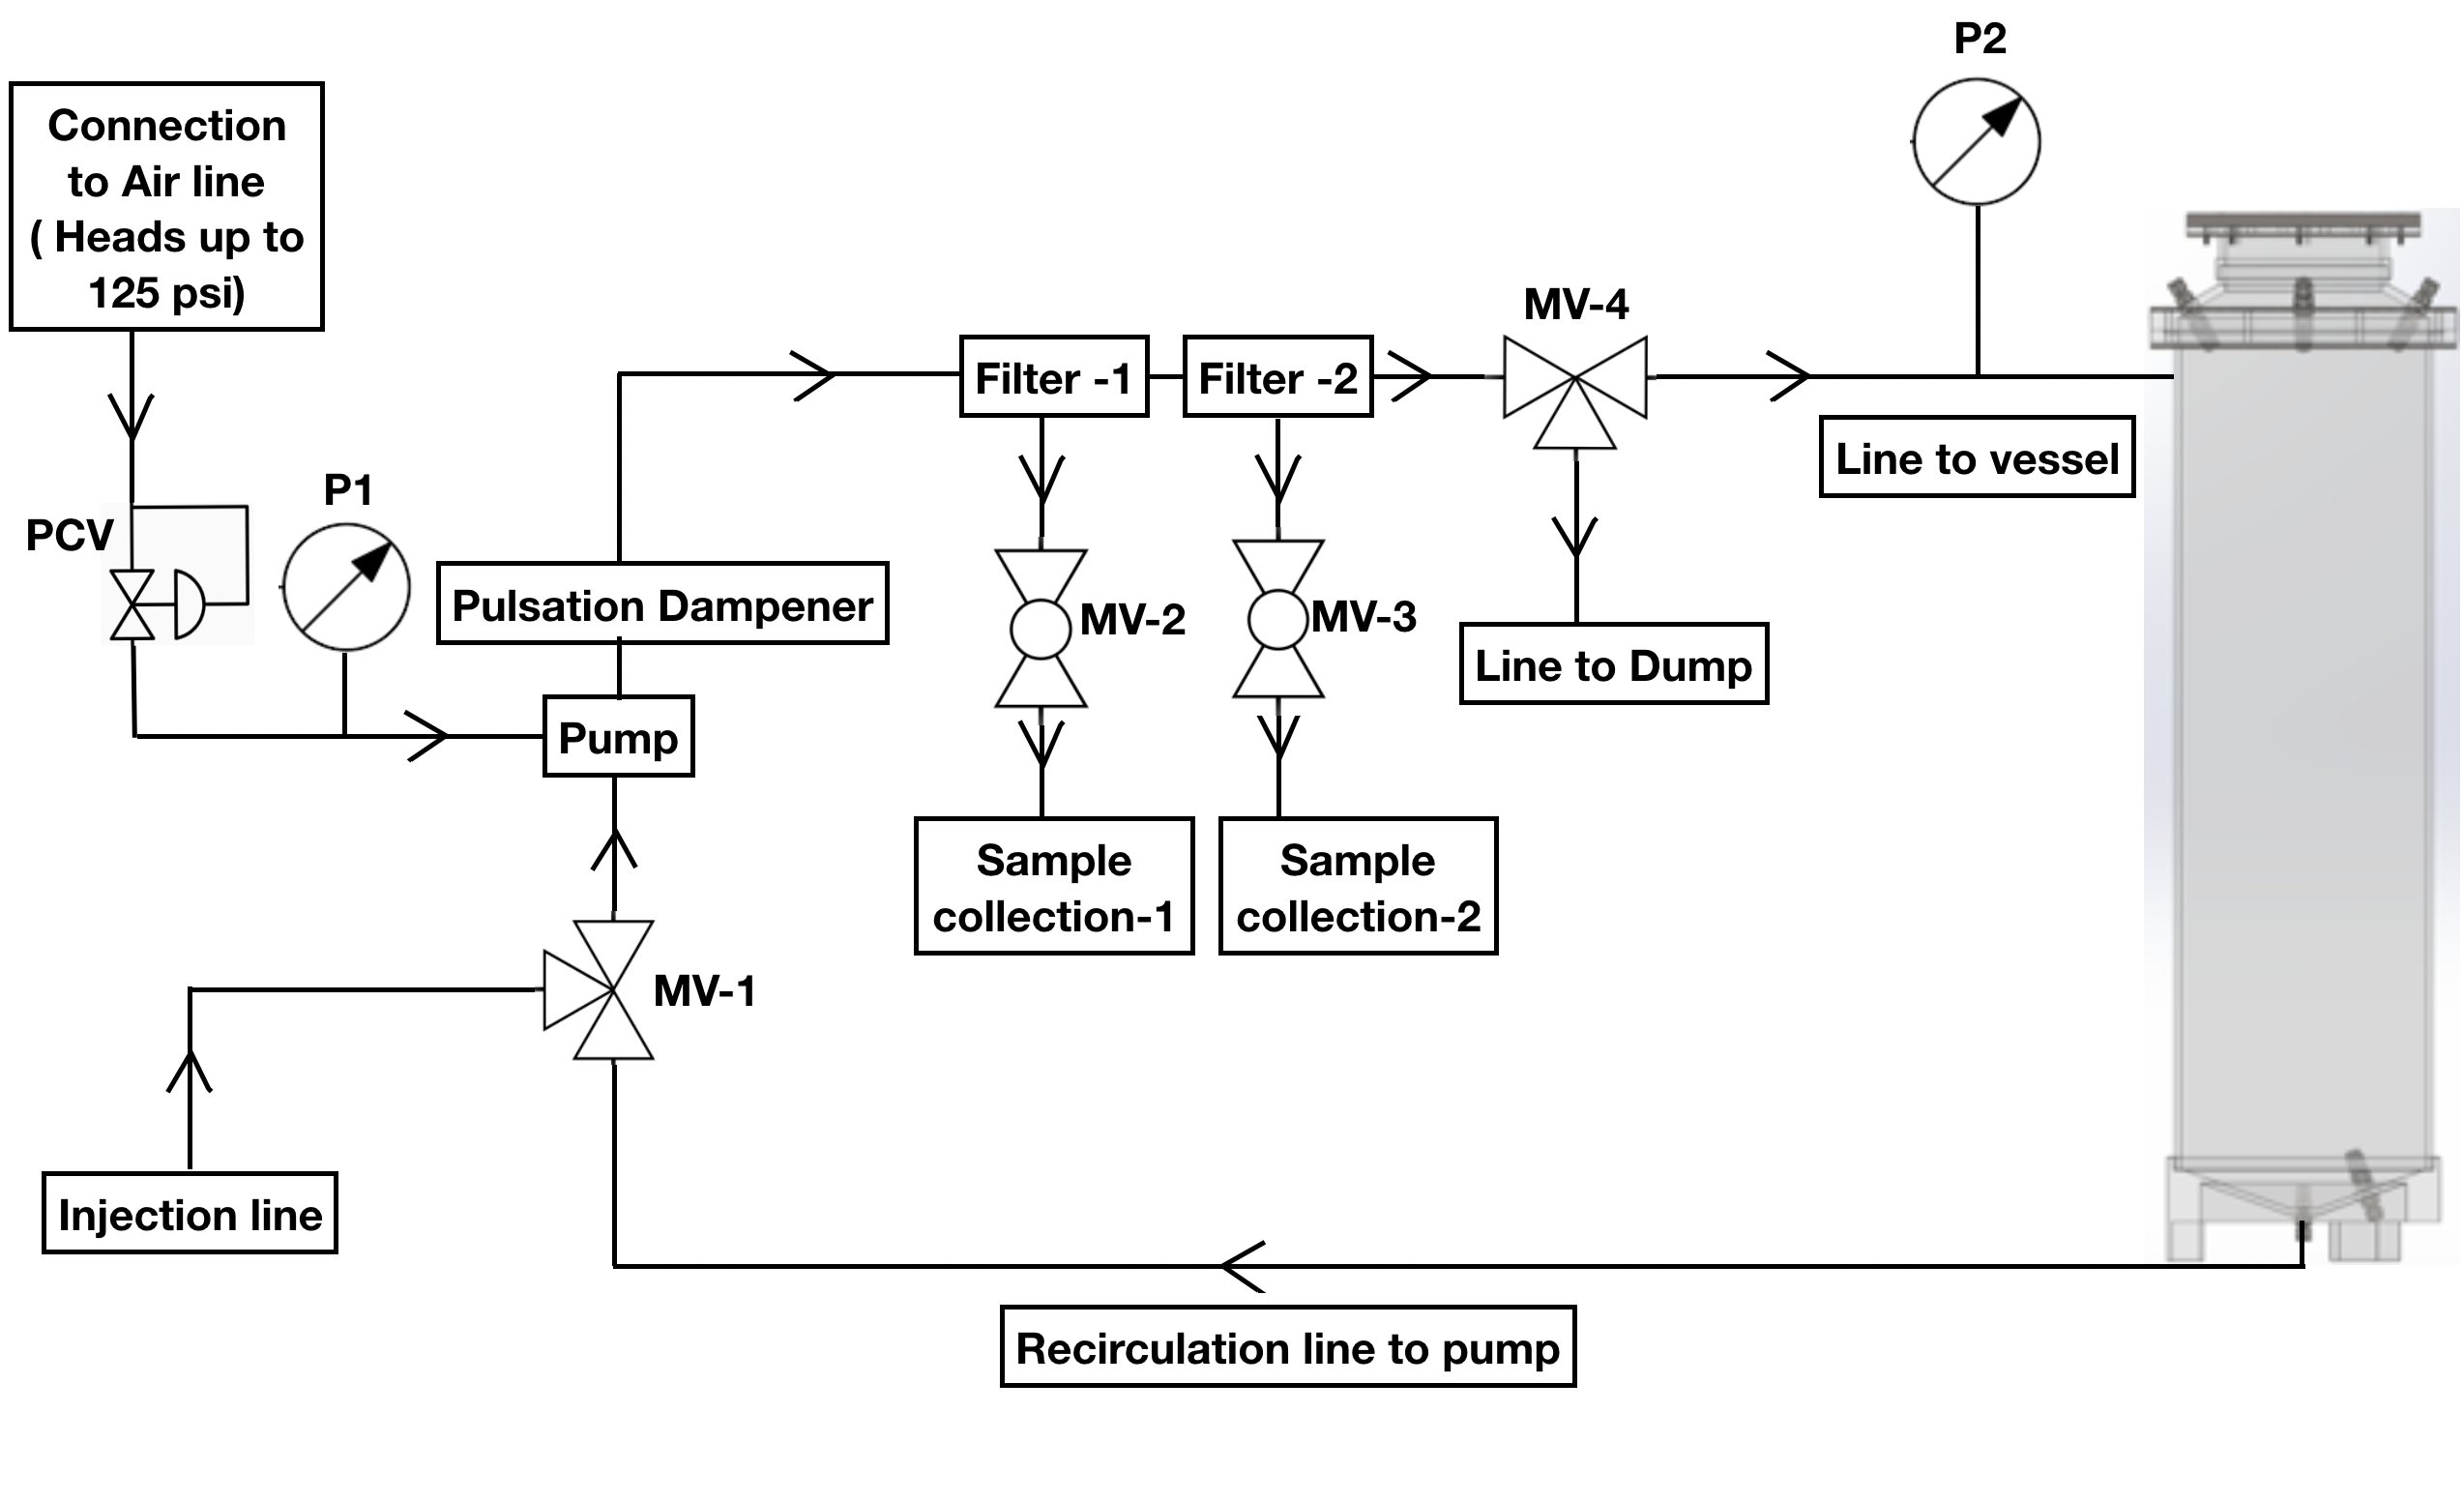 P2
Connection
to Air line
( Heads up to
125 psi)
MV-4
Filter -1
Filter -2
Line to vessel
P1
PCV
Pulsation Dampener
MV-2
MV-3
Line to Dump
Pump
Sample
collection-1
Sample
collection-2
MV-1
Injection line
Recirculation line to pump